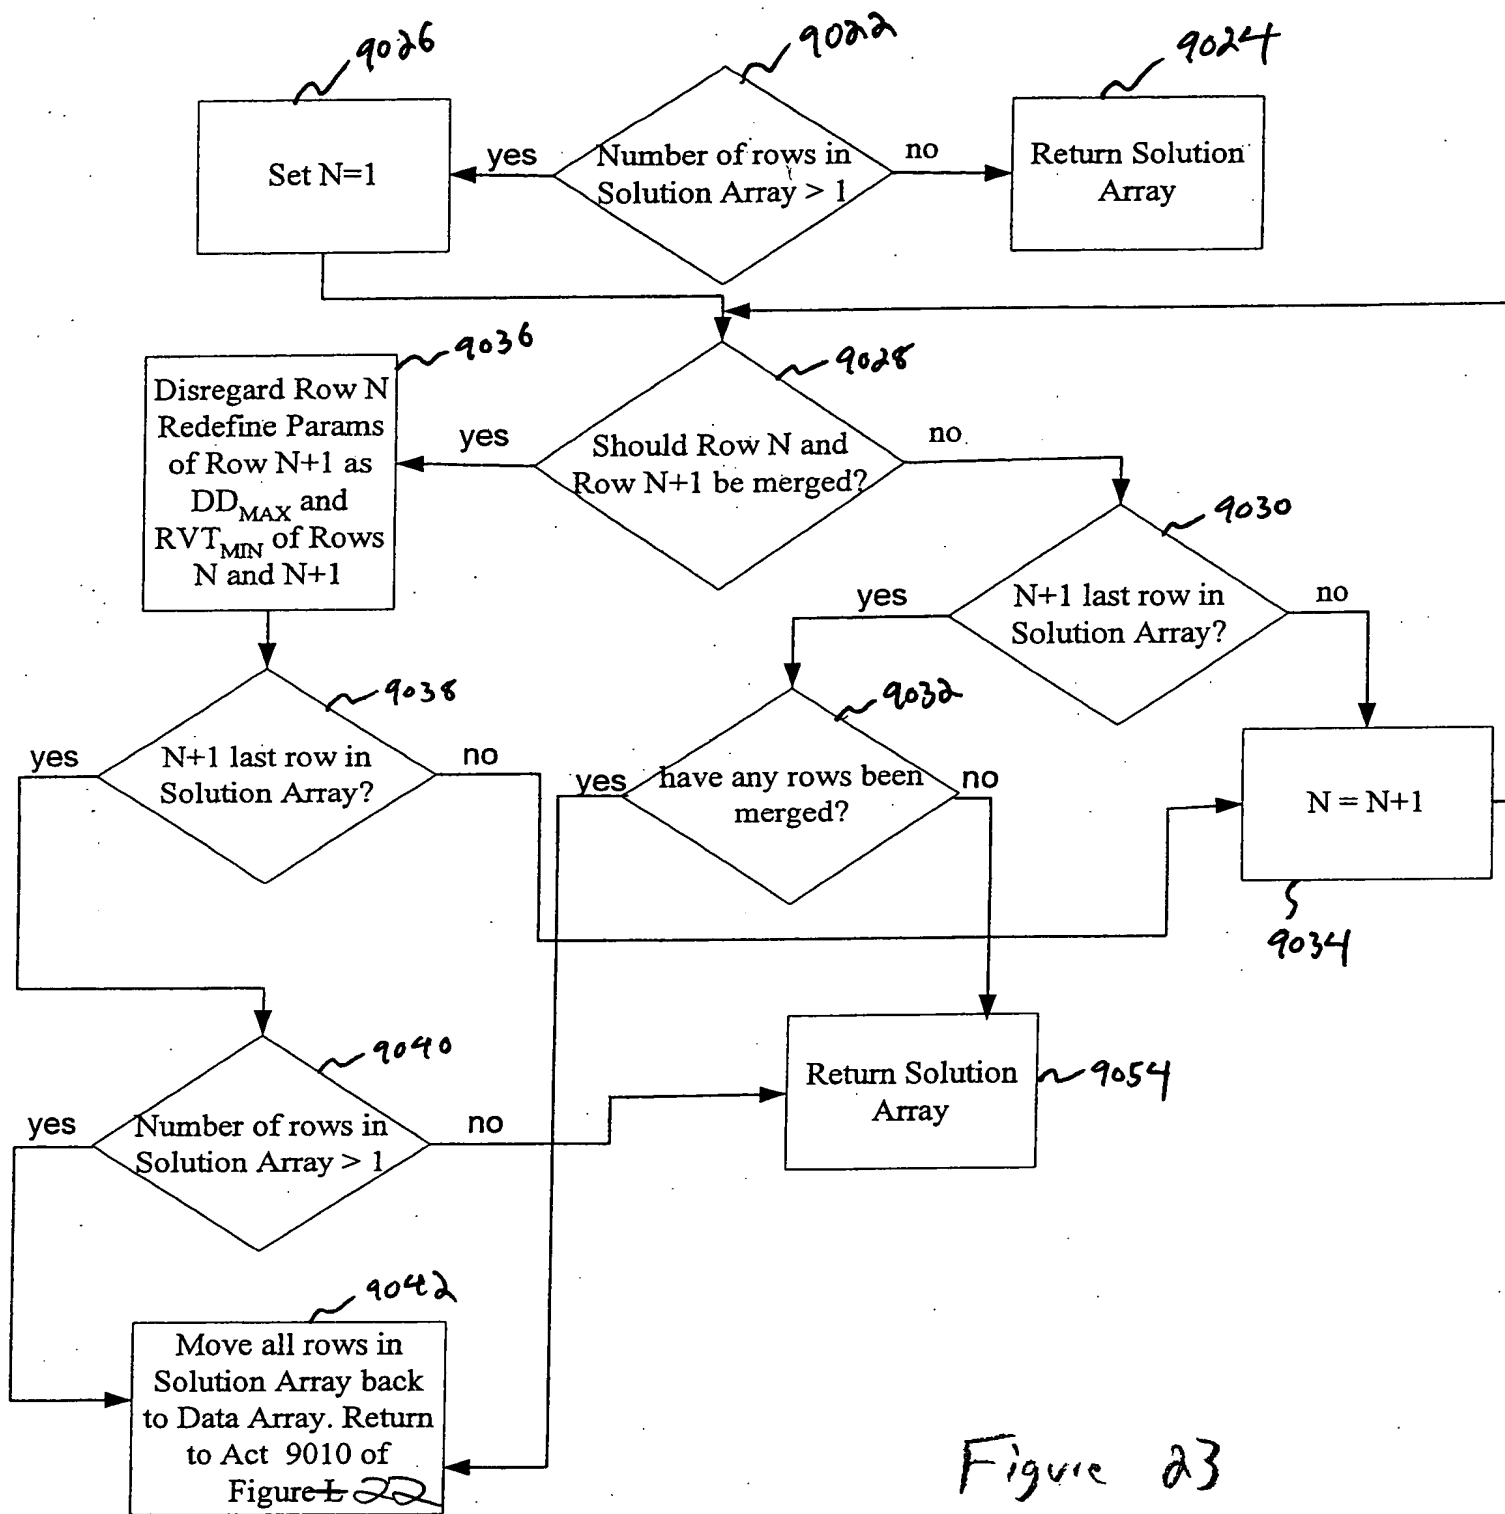 9026
9022
9024
Set N=1
yes
Number of rows in
Solution Array > 1
no
Return Solution
Array
9036
9028
Disregard Row N
Redefine Params
of Row N+1 as
DD_MAX and
RVT_MIN of Rows
N and N+1
yes
Should Row N and
Row N+1 be merged?
no
9030
yes
N+1 last row in
Solution Array?
no
9038
9032
yes
N+1 last row in
Solution Array?
no
yes
have any rows been
merged?
no
N = N+1
9034
9040
yes
Number of rows in
Solution Array > 1
no
Return Solution
Array
9054
9042
Move all rows in
Solution Array back
to Data Array. Return
to Act 9010 of
Figure L 22
Figure 23